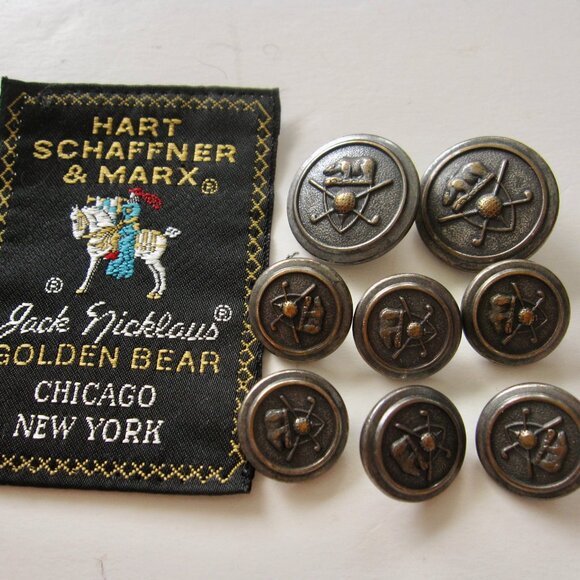 HART
SCHAFFNER
& MARX®
®
Jack Nicklaus®
GOLDEN BEAR
CHICAGO
NEW YORK